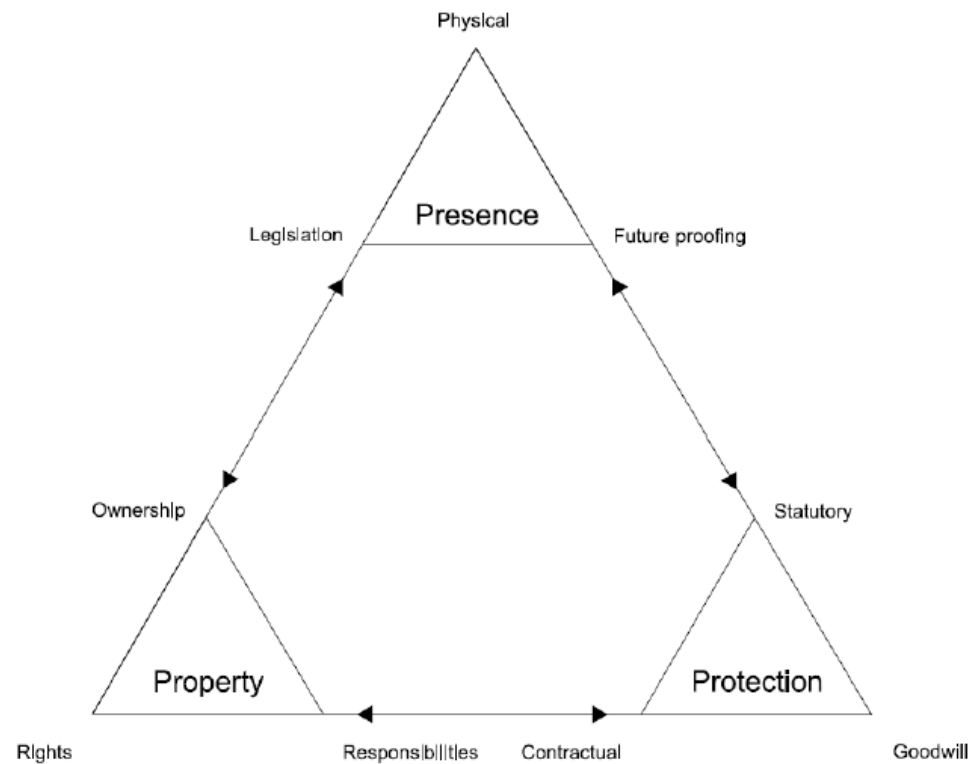 Physical
Presence
Legislation
Future proofing
Ownership
Statutory
Property
Protection
Rights
Responsibilities
Contractual
Goodwill